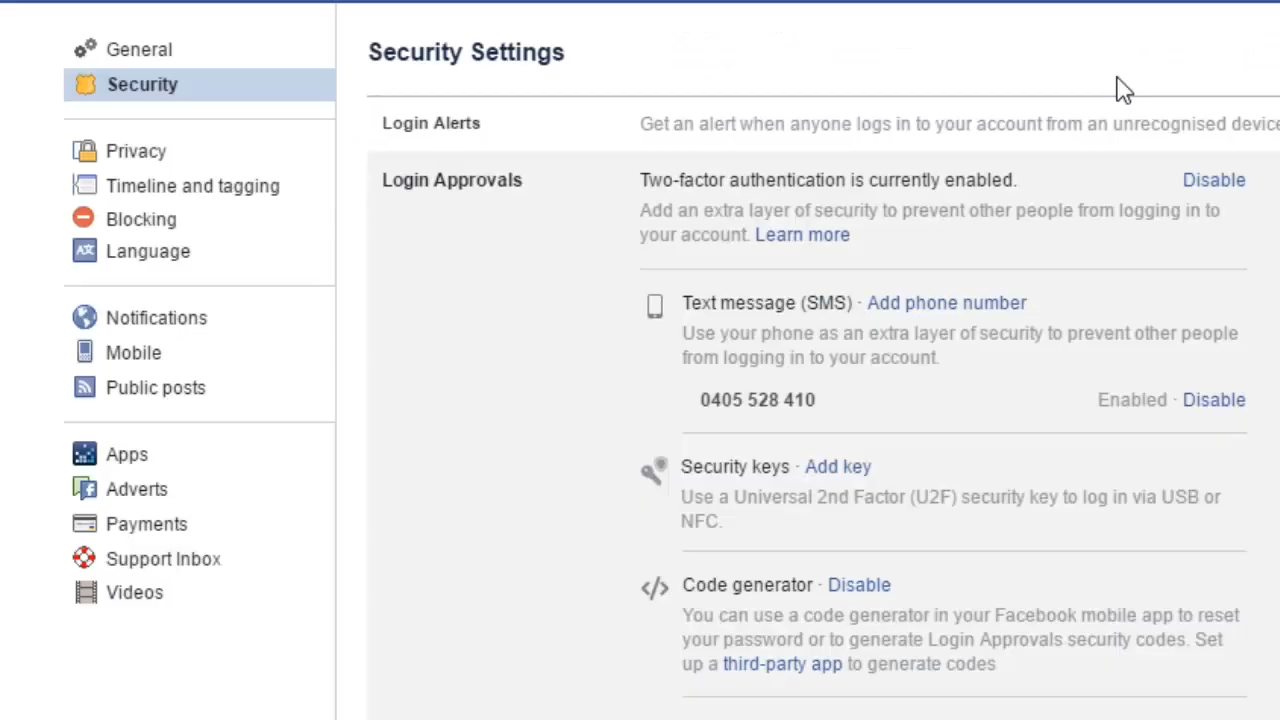 General
Security
Privacy
Timeline and tagging
Blocking
Language
Notifications
Mobile
Public posts
Apps
Adverts
Payments
Support Inbox
Videos
Security Settings
Login Alerts
Get an alert when anyone logs in to your account from an unrecognised device
Login Approvals
Two-factor authentication is currently enabled. Disable
Add an extra layer of security to prevent other people from logging in to
your account. Learn more
Text message (SMS) · Add phone number
Use your phone as an extra layer of security to prevent other people
from logging in to your account.
0405 528 410 Enabled · Disable
Security keys · Add key
Use a Universal 2nd Factor (U2F) security key to log in via USB or
NFC.
Code generator · Disable
You can use a code generator in your Facebook mobile app to reset
your password or to generate Login Approvals security codes. Set
up a third-party app to generate codes